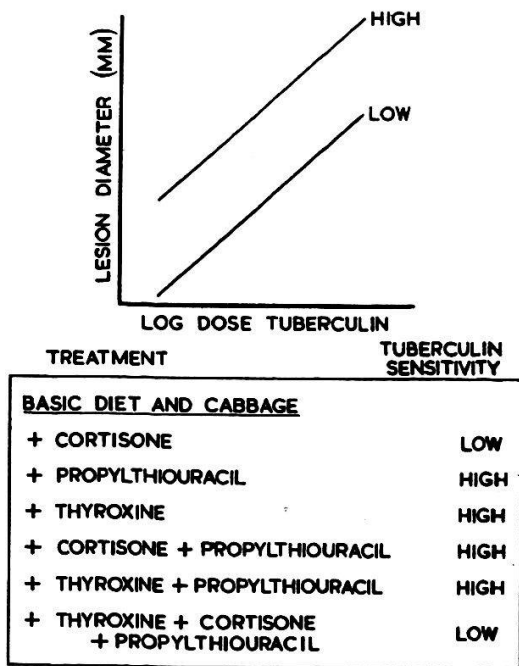 HIGH
LOW
LESION DIAMETER (MM)
LOG DOSE TUBERCULIN
TREATMENT
TUBERCULIN
SENSITIVITY
BASIC DIET AND CABBAGE
+ CORTISONE LOW
+ PROPYLTHIOURACIL HIGH
+ THYROXINE HIGH
+ CORTISONE + PROPYLTHIOURACIL HIGH
+ THYROXINE + PROPYLTHIOURACIL HIGH
+ THYROXINE + CORTISONE
+ PROPYLTHIOURACIL LOW